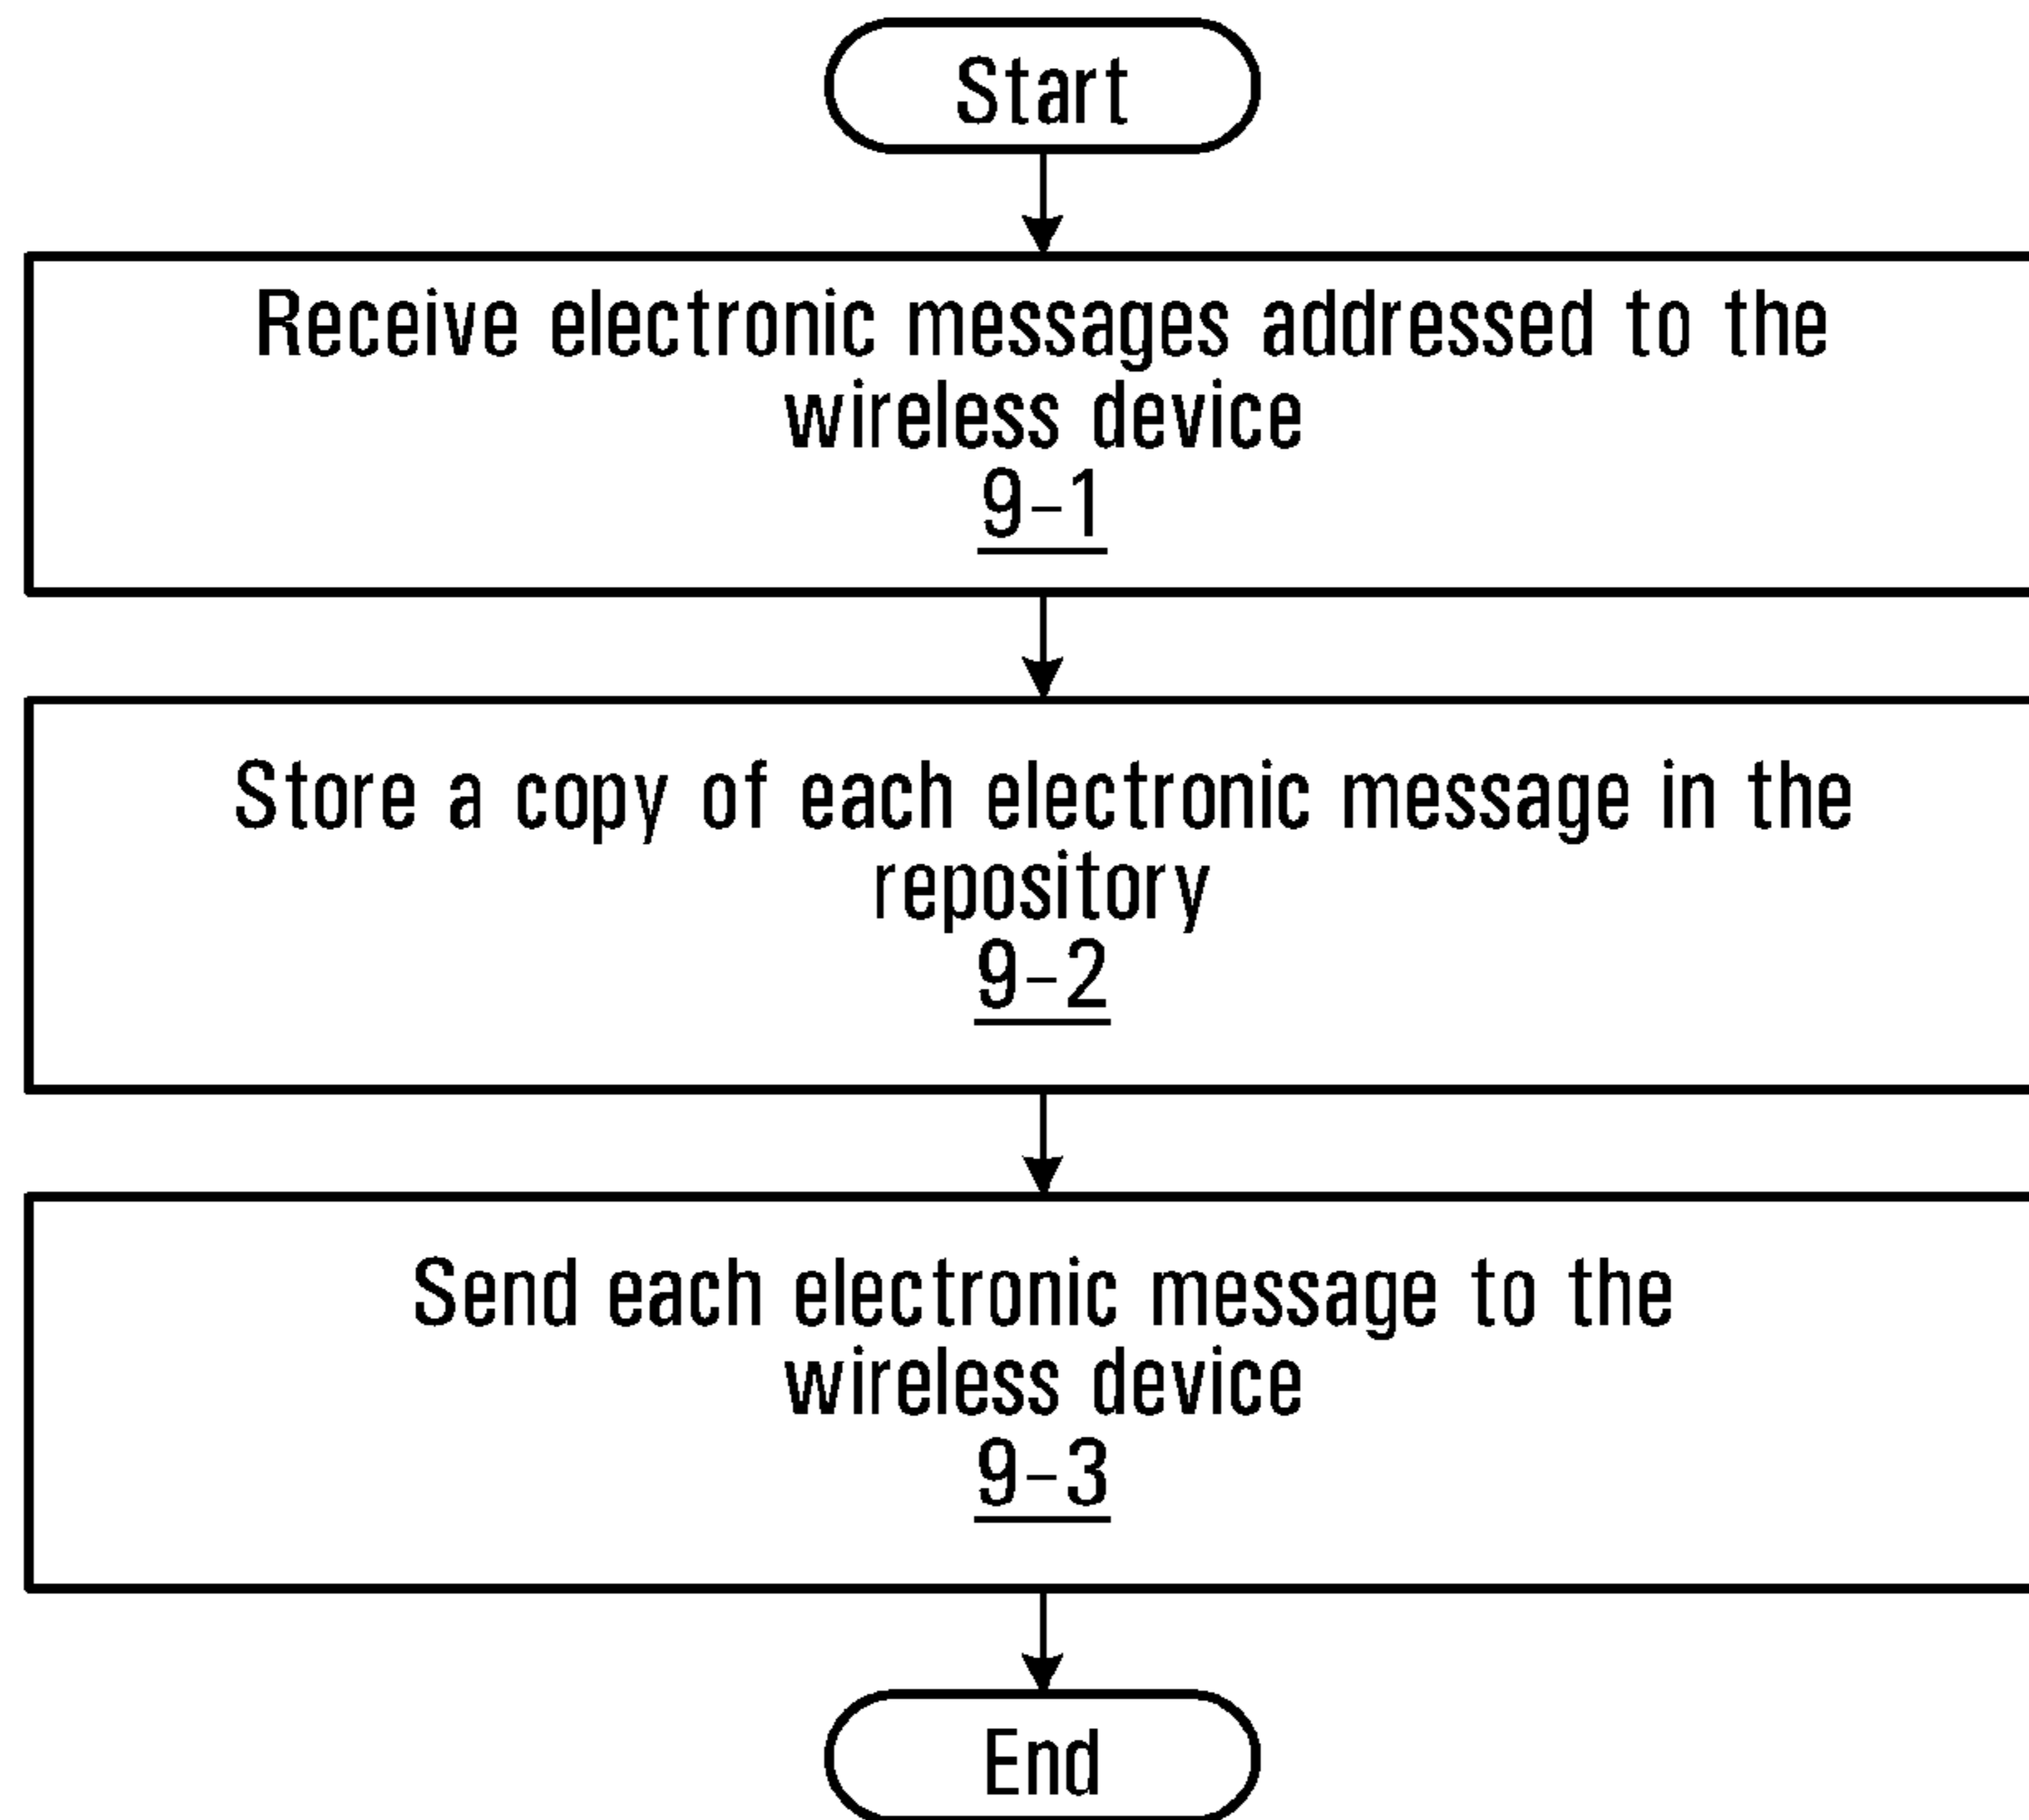 Start
Receive electronic messages addressed to the
wireless device
9-1
Store a copy of each electronic message in the
repository
9-2
Send each electronic message to the
wireless device
9-3
End